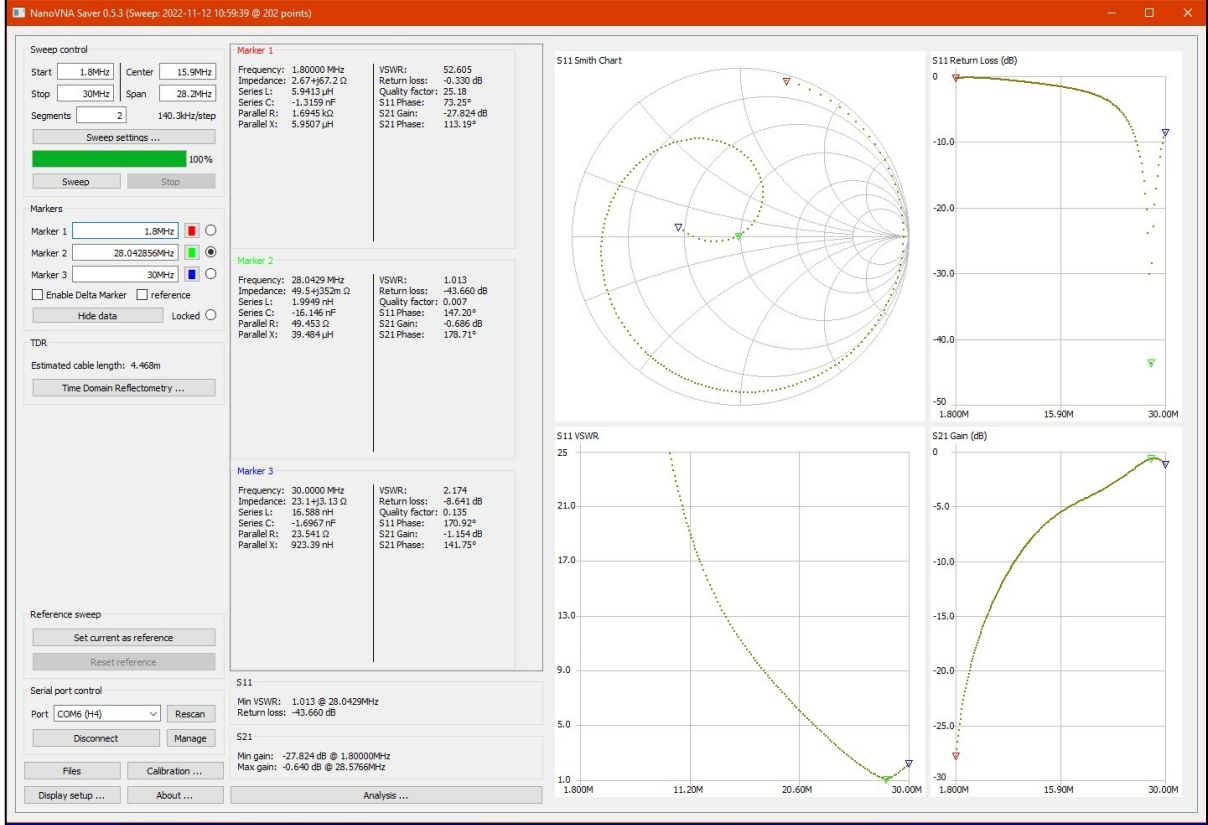 NanoVNA Saver 0.5.3 (Sweep: 2022-11-12 10:59:39 @ 202 points)
Sweep control
Start 1.8MHz Center 15.9MHz
Stop 30MHz Span 28.2MHz
Segments 2 140.3kHz/step
Sweep settings ...
100%
Sweep Stop
Markers
Marker 1 1.8MHz
Marker 2 28.042856MHz
Marker 3 30MHz
Enable Delta Marker reference
Hide data Locked
TDR
Estimated cable length: 4.468m
Time Domain Reflectometry ...
Reference sweep
Set current as reference
Reset reference
Serial port control
Port COM6 (H4) Rescan
Disconnect Manage
Files Calibration ...
Display setup ... About ...
Marker 1
Frequency: 1.80000 MHz VSWR: 52.605
Impedance: 2.67+j67.2 Ω Return loss: -0.330 dB
Series L: 5.9413 µH Quality factor: 25.18
Series C: -1.3159 nF S11 Phase: 73.25°
Parallel R: 1.6945 kΩ S21 Gain: -27.824 dB
Parallel X: 5.9507 µH S21 Phase: 113.19°
Marker 2
Frequency: 28.0429 MHz VSWR: 1.013
Impedance: 49.5+j352m Ω Return loss: -43.660 dB
Series L: 1.9949 nH Quality factor: 0.007
Series C: -16.146 nF S11 Phase: 147.20°
Parallel R: 49.453 Ω S21 Gain: -0.686 dB
Parallel X: 39.484 µH S21 Phase: 178.71°
Marker 3
Frequency: 30.0000 MHz VSWR: 2.174
Impedance: 23.1+j3.13 Ω Return loss: -8.641 dB
Series L: 16.588 nH Quality factor: 0.135
Series C: -1.6967 nF S11 Phase: 170.92°
Parallel R: 23.541 Ω S21 Gain: -1.154 dB
Parallel X: 923.39 nH S21 Phase: 141.75°
S11
Min VSWR: 1.013 @ 28.0429MHz
Return loss: -43.660 dB
S21
Min gain: -27.824 dB @ 1.80000MHz
Max gain: -0.640 dB @ 28.5766MHz
Analysis ...
S11 Smith Chart
S11 Return Loss (dB)
0
-10.0
-20.0
-30.0
-40.0
-50
1.800M 15.90M 30.00M
S11 VSWR
25
21.0
17.0
13.0
9.0
5.0
1.0
1.800M 11.20M 20.60M 30.00M
S21 Gain (dB)
0
-5.0
-10.0
-15.0
-20.0
-25.0
-30
1.800M 15.90M 30.00M